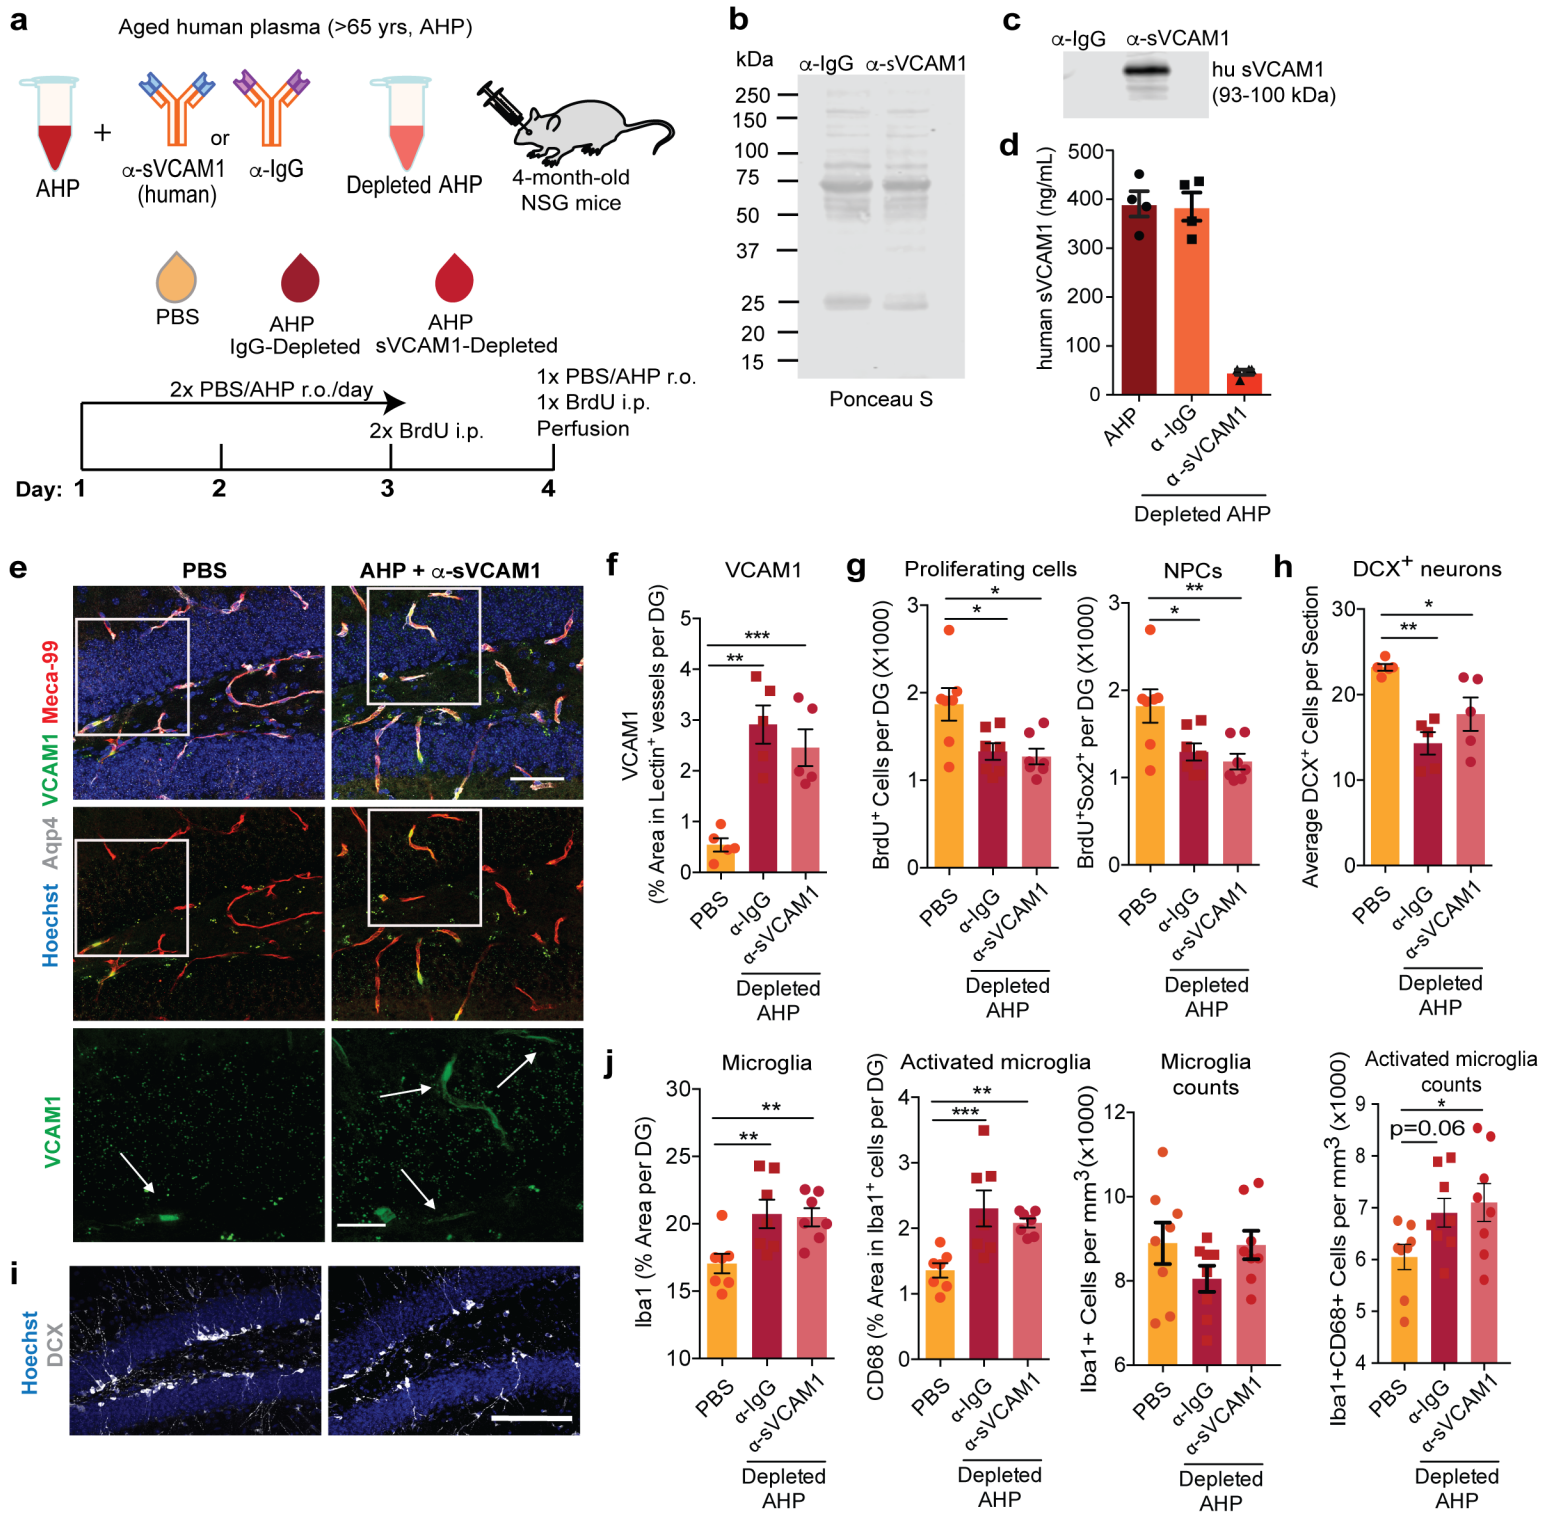 a
Aged human plasma (>65 yrs, AHP)
AHP
+
α-sVCAM1
(human)
or
α-IgG
Depleted AHP
4-month-old
NSG mice
PBS
AHP
IgG-Depleted
AHP
sVCAM1-Depleted
2x PBS/AHP r.o./day
2x BrdU i.p.
1x PBS/AHP r.o.
1x BrdU i.p.
Perfusion
Day: 1 2 3 4
b
kDa
α-IgG α-sVCAM1
250
150
100
75
50
37
25
20
15
Ponceau S
c
α-IgG α-sVCAM1
hu sVCAM1
(93-100 kDa)
d
human sVCAM1 (ng/mL)
500
400
300
200
100
0
AHP
α-IgG
α-sVCAM1
Depleted AHP
e
PBS
AHP + α-sVCAM1
Hoechst Aqp4 VCAM1 Meca-99
VCAM1
f
VCAM1
VCAM1
(% Area in Lectin⁺ vessels per DG)
5
4
3
2
1
0
***
**
PBS
α-IgG
α-sVCAM1
Depleted
AHP
g
Proliferating cells
BrdU⁺ Cells per DG (X1000)
3
2
1
0
*
*
PBS
α-IgG
α-sVCAM1
Depleted
AHP
NPCs
BrdU⁺Sox2⁺ per DG (X1000)
3
2
1
0
**
*
PBS
α-IgG
α-sVCAM1
Depleted
AHP
h
DCX⁺ neurons
Average DCX⁺ Cells per Section
30
20
10
0
*
**
PBS
α-IgG
α-sVCAM1
Depleted
AHP
i
Hoechst
DCX
j
Microglia
Iba1 (% Area per DG)
30
25
20
15
10
**
**
PBS
α-IgG
α-sVCAM1
Depleted
AHP
Activated microglia
CD68 (% Area in Iba1⁺ cells per DG)
4
3
2
1
0
**
***
PBS
α-IgG
α-sVCAM1
Depleted
AHP
Microglia
counts
Iba1+ Cells per mm³ (x1000)
12
10
8
6
PBS
α-IgG
α-sVCAM1
Depleted
AHP
Activated microglia
counts
Iba1+CD68+ Cells per mm³ (x1000)
9
8
7
6
5
4
*
p=0.06
PBS
α-IgG
α-sVCAM1
Depleted
AHP